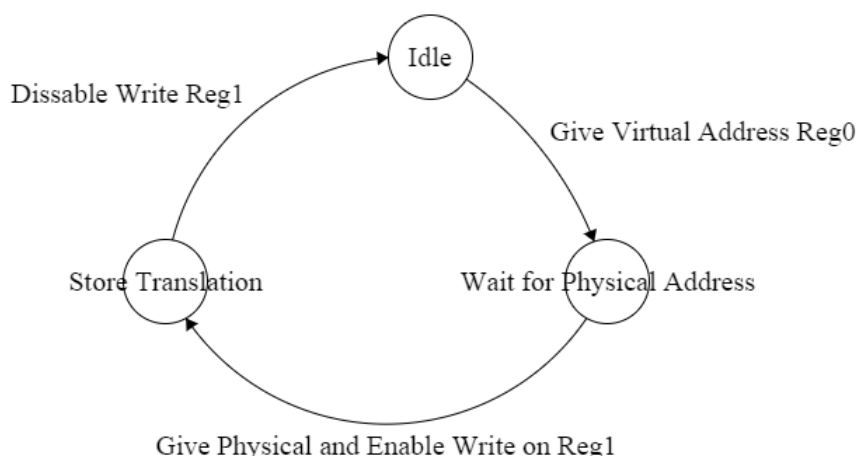 Idle
Dissable Write Reg1
Give Virtual Address Reg0
Store Translation
Wait for Physical Address
Give Physical and Enable Write on Reg1